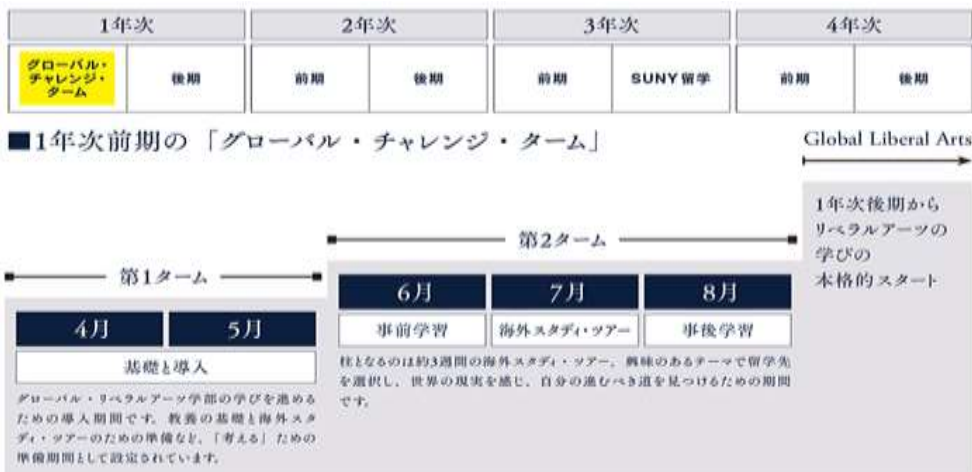 1年次 2年次 3年次 4年次
グローバル・
チャレンジ・
ターム
後期 前期 後期 前期 SUNY留学 前期 後期
■1年次前期の「グローバル・チャレンジ・ターム」
Global Liberal Arts
1年次後期から
リベラルアーツの
学びの
本格的スタート
第1ターム
4月 5月
基礎と導入
グローバル・リベラルアーツ学部の学びを進める
ための導入期間です。教養の基礎と海外スタ
ディ・ツアーのための準備など、「考える」ための
準備期間として設定されています。
第2ターム
6月 7月 8月
事前学習 海外スタディ・ツアー 事後学習
柱となるのは約3週間の海外スタディ・ツアー。興味のあるテーマで留学先
を選択し、世界の現実を感じ、自分の進むべき道を見つけるための期間
です。